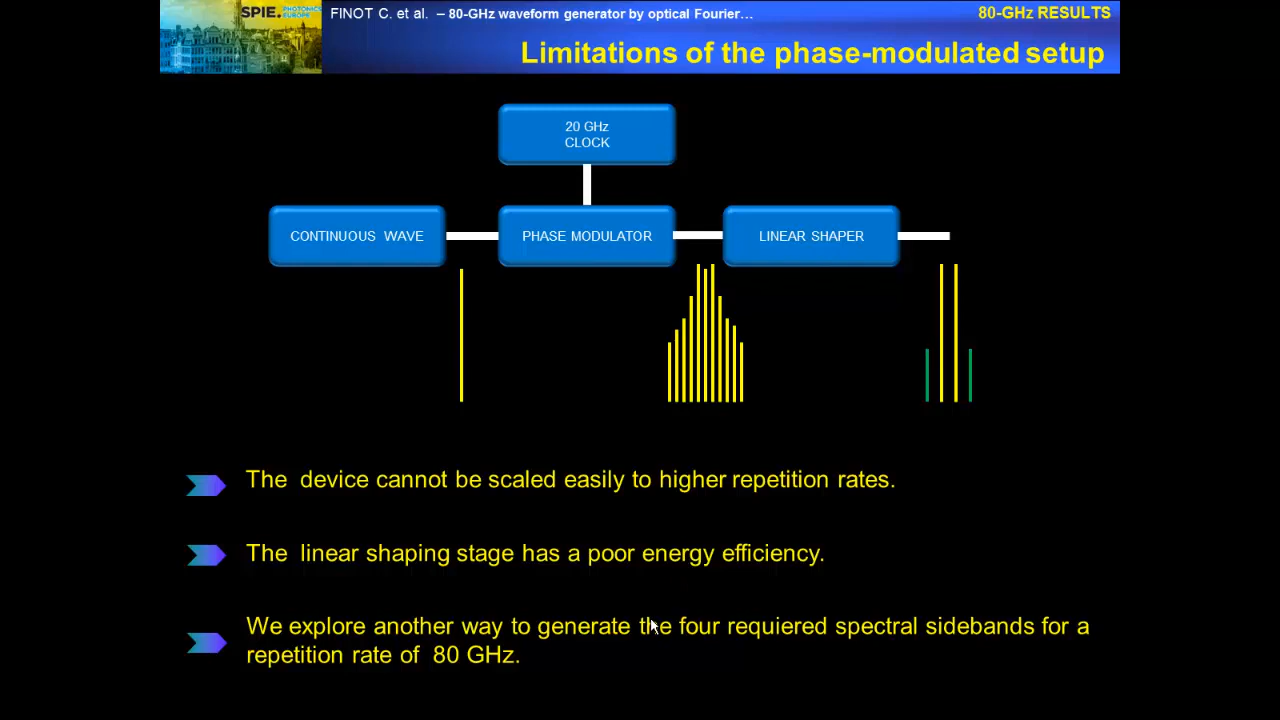 SPIE. PHOTONICS
EUROPE
FINOT C. et al. – 80-GHz waveform generator by optical Fourier…
80-GHz RESULTS
Limitations of the phase-modulated setup
20 GHz
CLOCK
CONTINUOUS WAVE
PHASE MODULATOR
LINEAR SHAPER
The device cannot be scaled easily to higher repetition rates.
The linear shaping stage has a poor energy efficiency.
We explore another way to generate the four requiered spectral sidebands for a
repetition rate of 80 GHz.